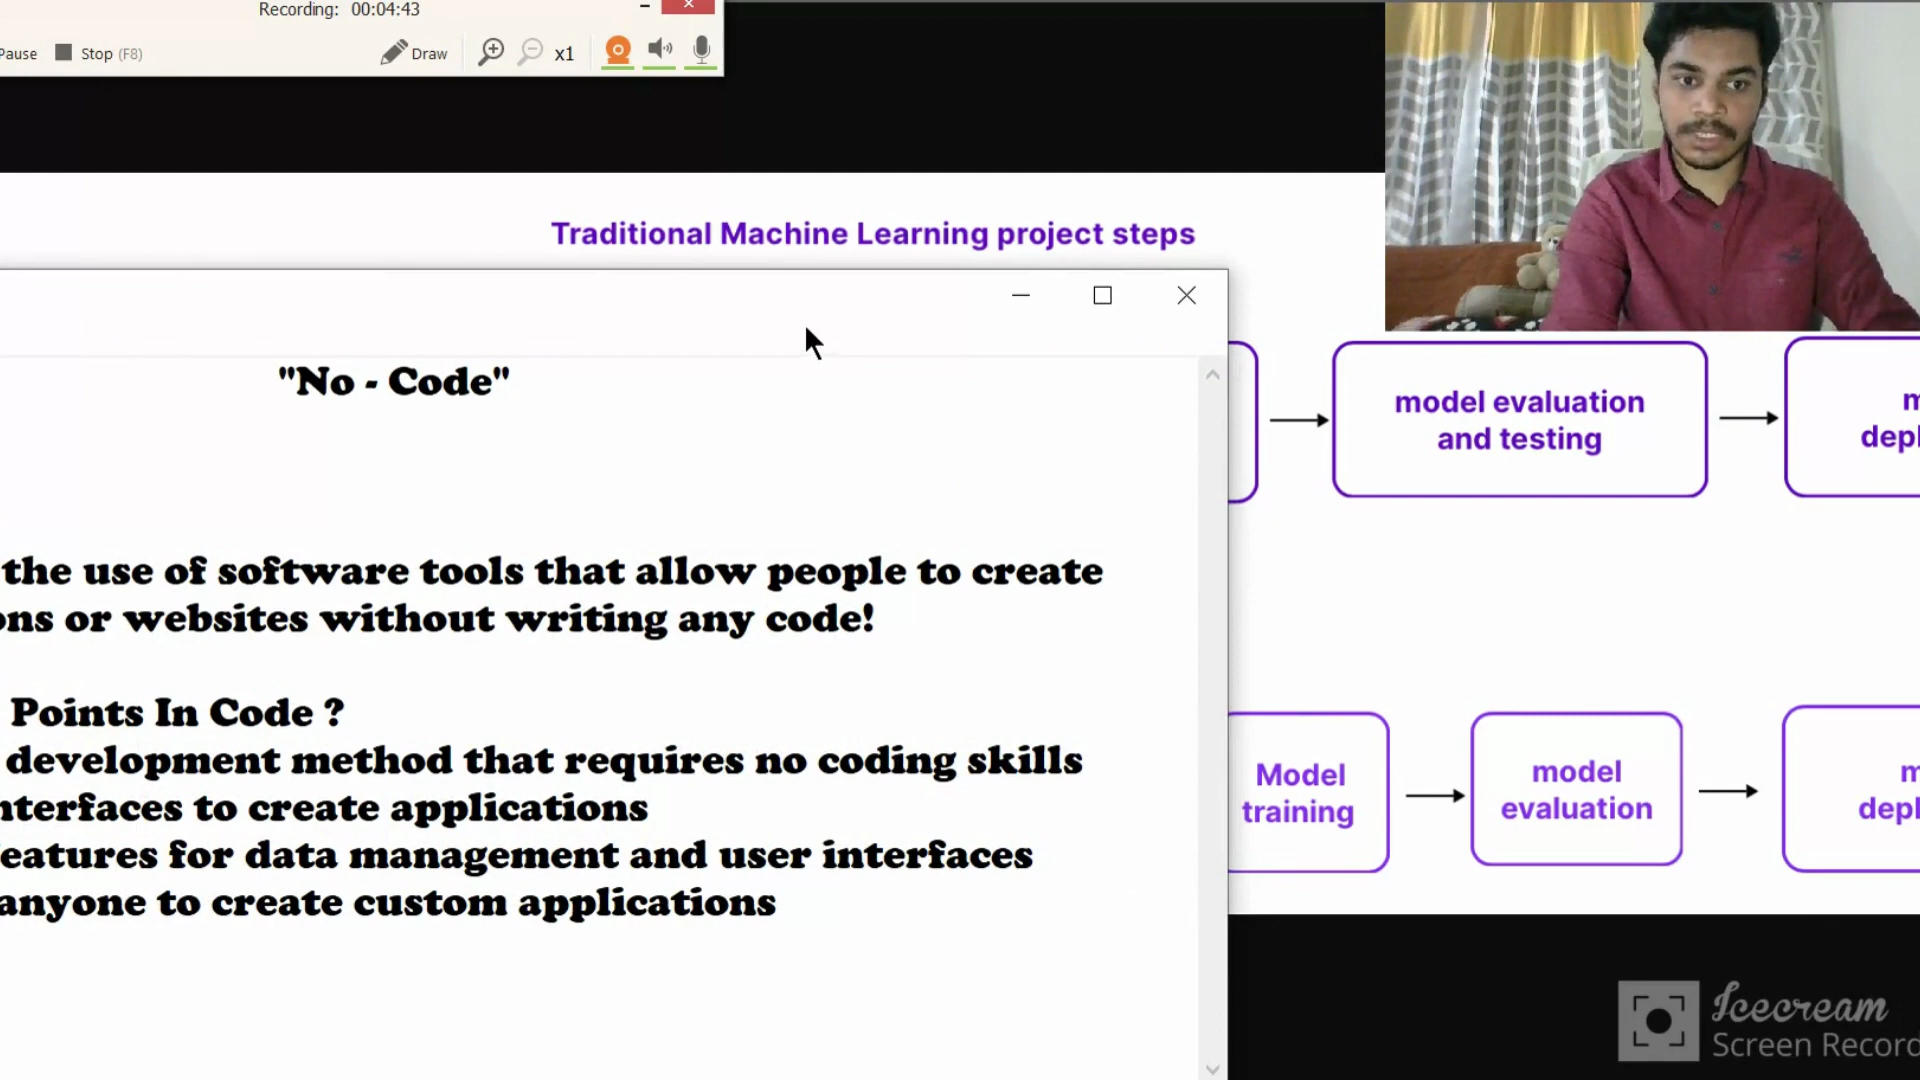 Recording: 00:04:43
Pause Stop (F8) Draw x1
Traditional Machine Learning project steps
"No - Code"
model evaluation
and testing
the use of software tools that allow people to create
or websites without writing any code!
Points In Code ?
development method that requires no coding skills
to create applications
for data management and user interfaces
anyone to create custom applications
Model
training
model
evaluation
Icecream
Screen Record